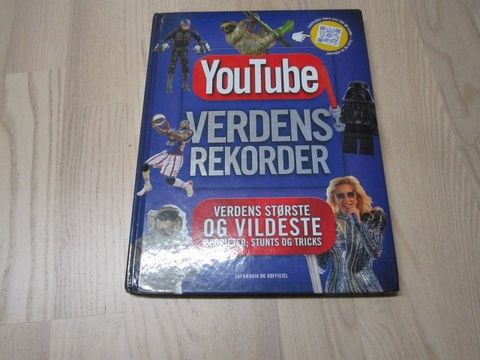 YouTube
VERDENS
REKORDER
VERDENS STØRSTE
OG VILDESTE
BEDRIFTER, STUNTS OG TRICKS
UAFHÆNGIG OG UOFFICIEL